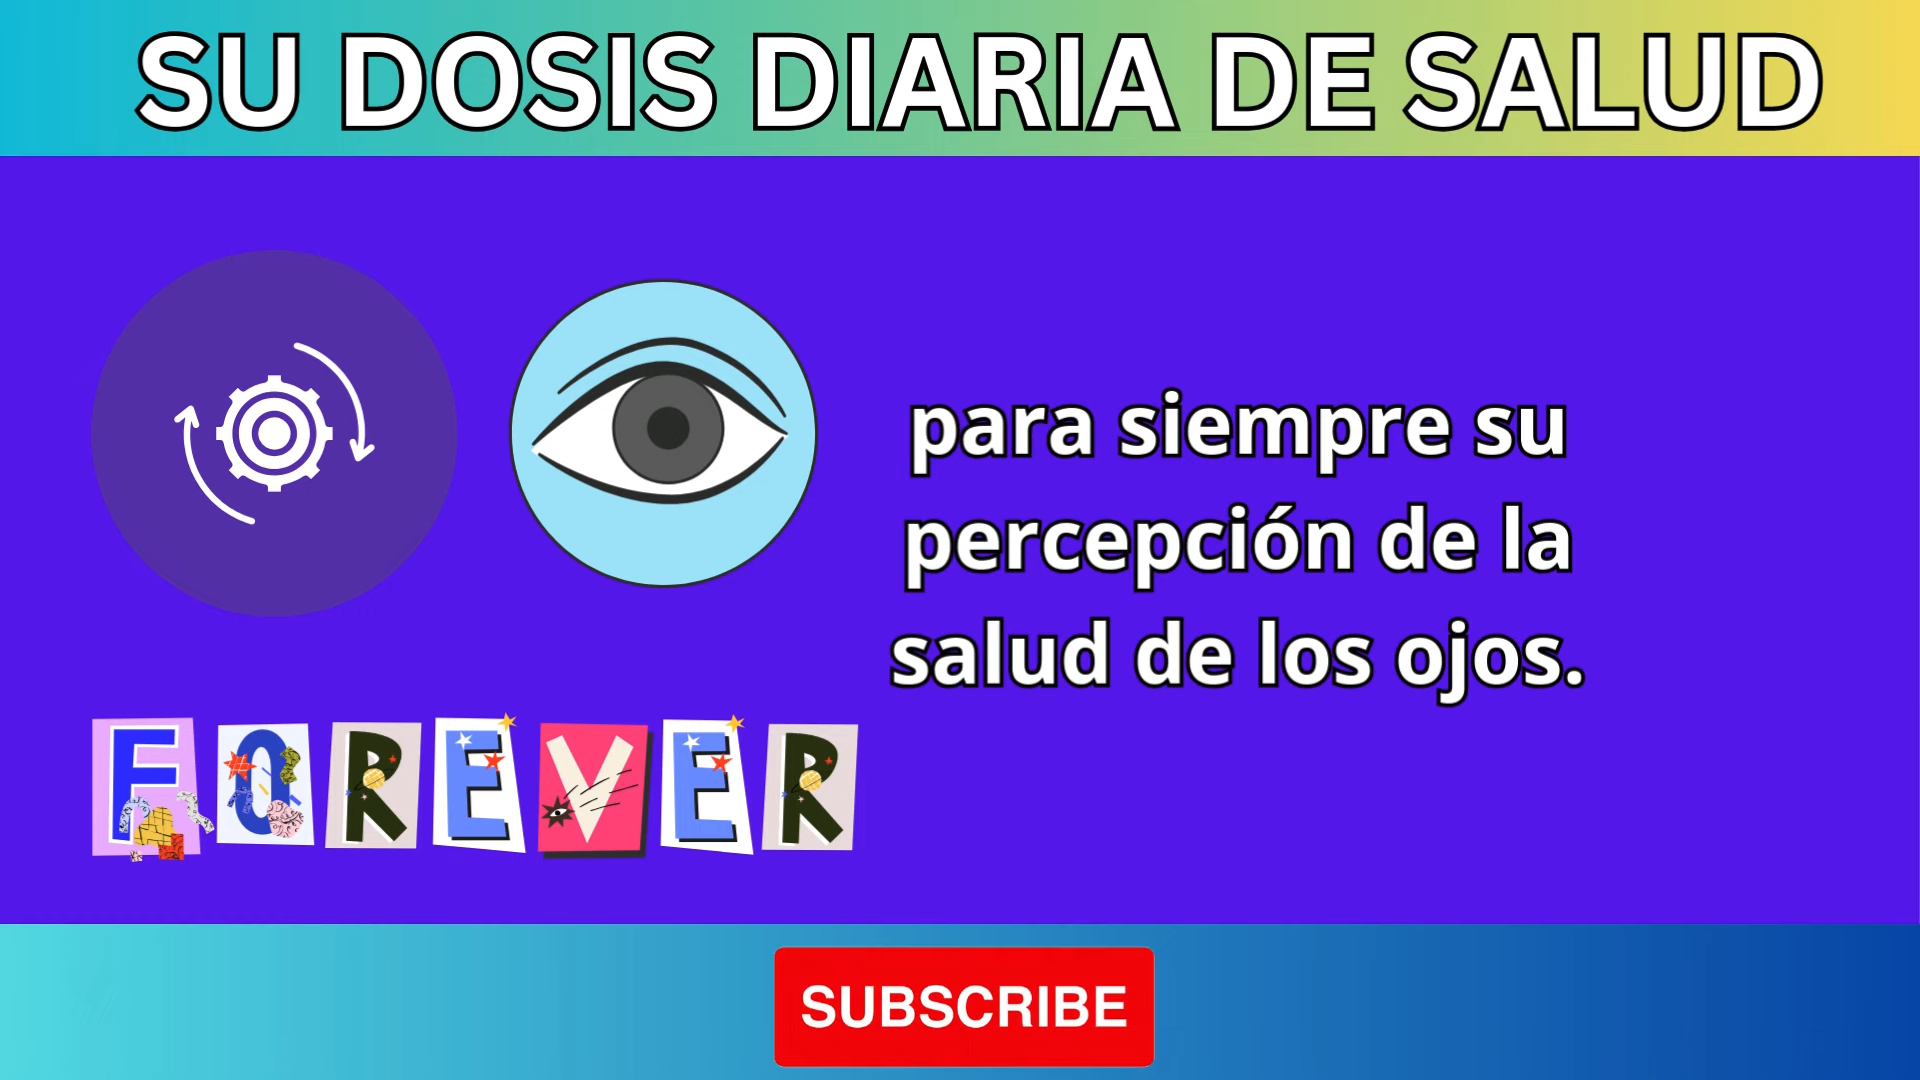 SU DOSIS DIARIA DE SALUD
para siempre su
percepción de la
salud de los ojos.
FOREVER
SUBSCRIBE